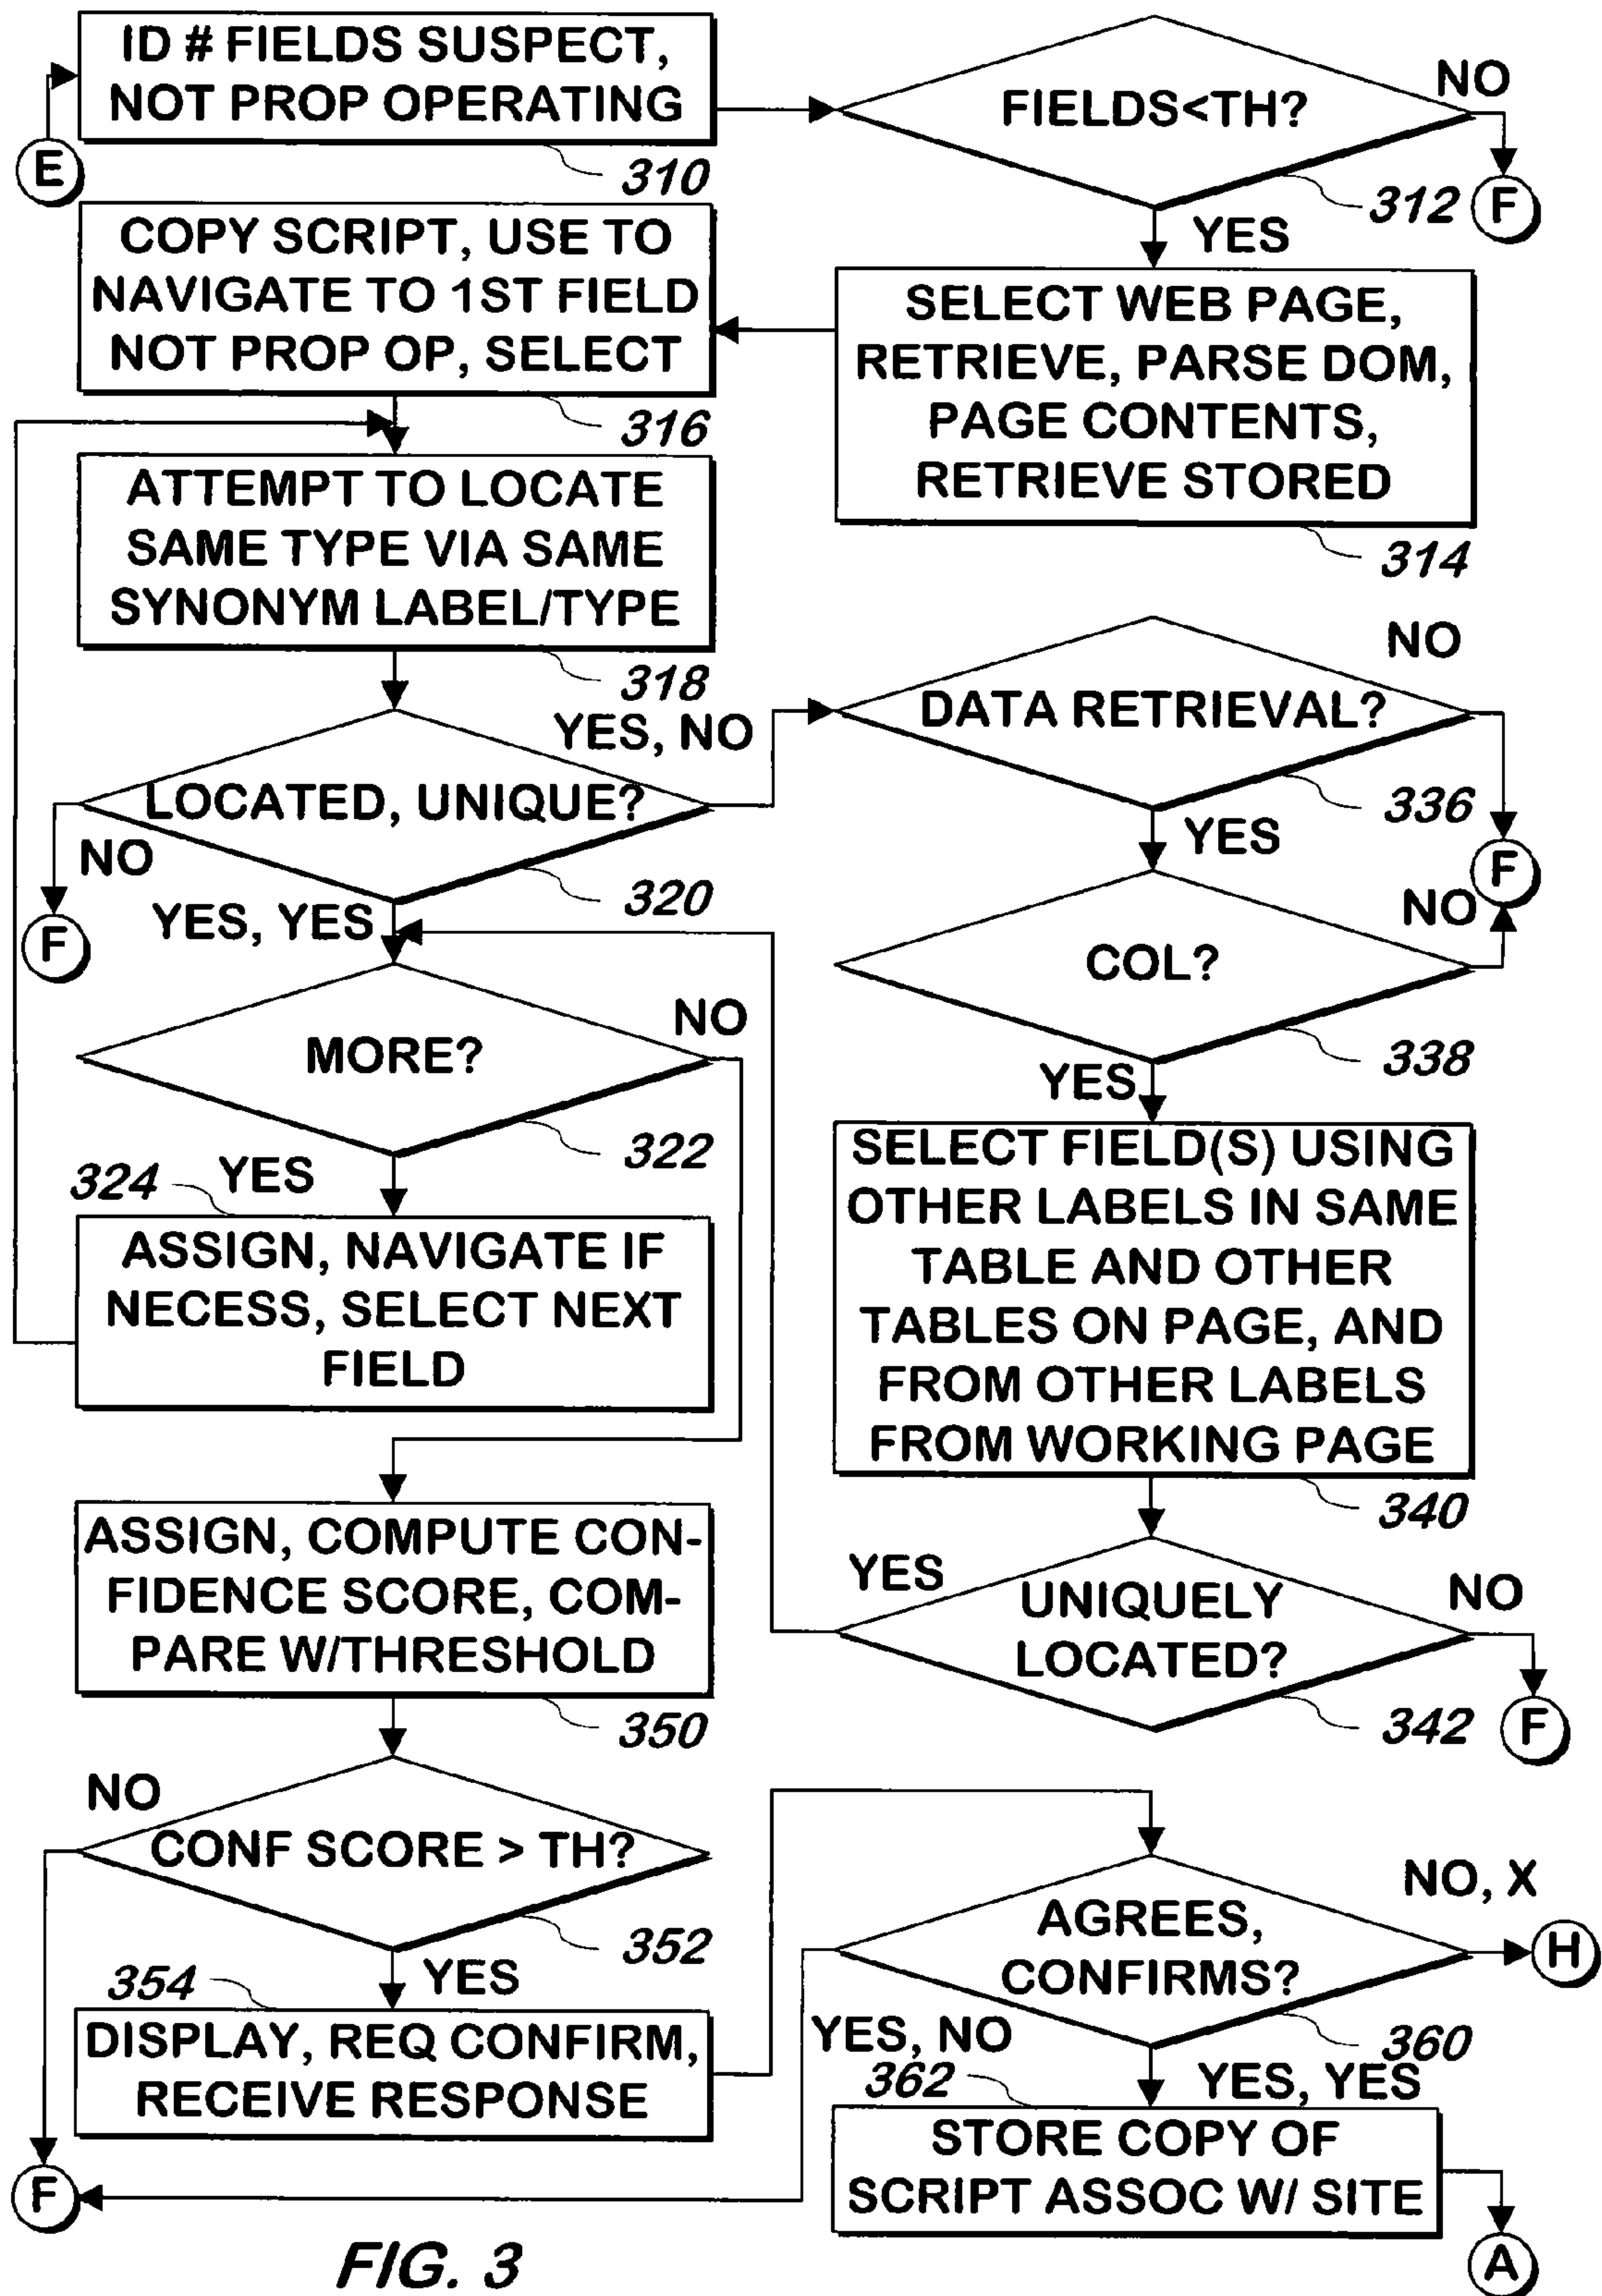 ID # FIELDS SUSPECT,
NOT PROP OPERATING
E
310
FIELDS<TH?
NO
312
F
YES
COPY SCRIPT, USE TO
NAVIGATE TO 1ST FIELD
NOT PROP OP, SELECT
316
SELECT WEB PAGE,
RETRIEVE, PARSE DOM,
PAGE CONTENTS,
RETRIEVE STORED
314
ATTEMPT TO LOCATE
SAME TYPE VIA SAME
SYNONYM LABEL/TYPE
318
LOCATED, UNIQUE?
YES, NO
NO
F
320
YES, YES
DATA RETRIEVAL?
NO
336
YES
F
COL?
NO
338
YES
MORE?
NO
322
324
YES
ASSIGN, NAVIGATE IF
NECESS, SELECT NEXT
FIELD
SELECT FIELD(S) USING
OTHER LABELS IN SAME
TABLE AND OTHER
TABLES ON PAGE, AND
FROM OTHER LABELS
FROM WORKING PAGE
340
ASSIGN, COMPUTE CON-
FIDENCE SCORE, COM-
PARE W/THRESHOLD
350
YES
UNIQUELY
LOCATED?
NO
342
F
NO
CONF SCORE > TH?
352
354
YES
DISPLAY, REQ CONFIRM,
RECEIVE RESPONSE
F
AGREES,
CONFIRMS?
NO, X
H
YES, NO
360
362
YES, YES
STORE COPY OF
SCRIPT ASSOC W/ SITE
A
FIG. 3